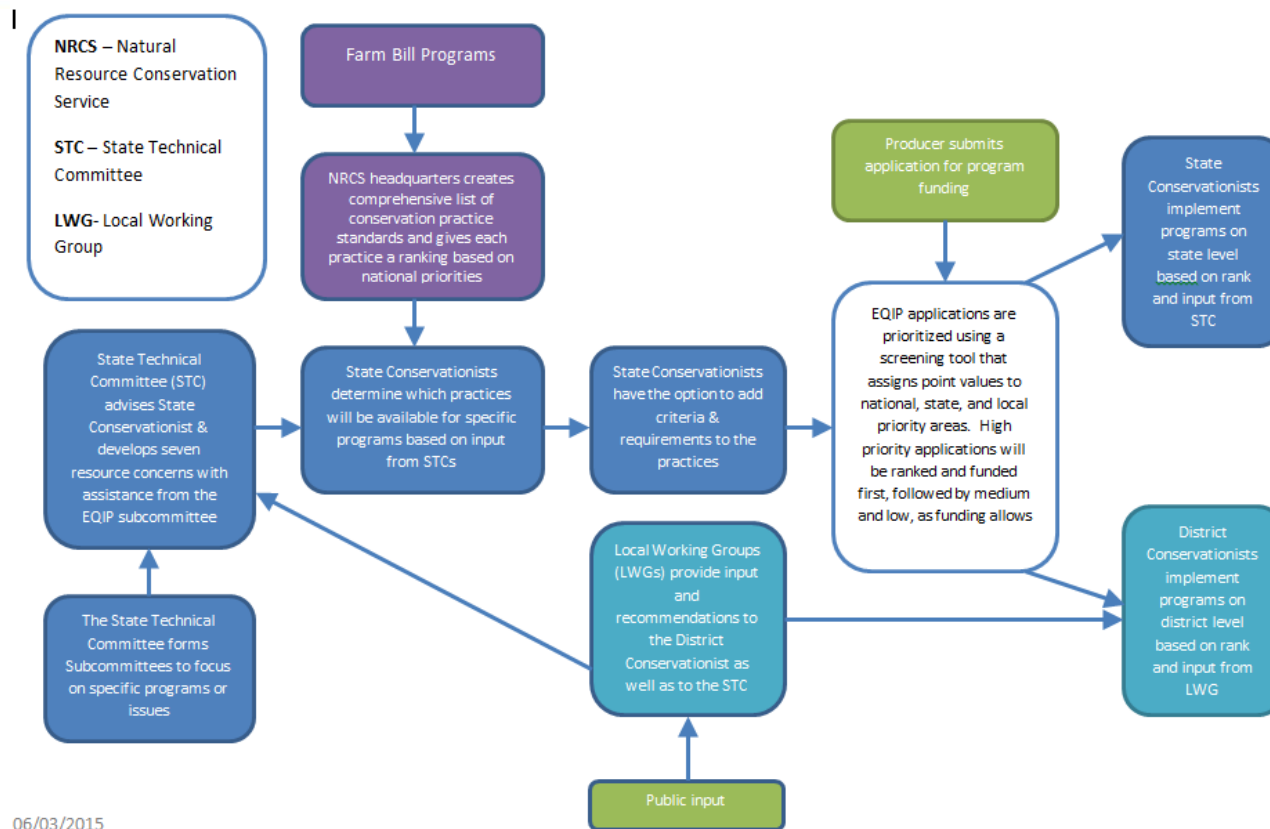 I
NRCS – Natural
Resource Conservation
Service
STC – State Technical
Committee
LWG- Local Working
Group
Farm Bill Programs
NRCS headquarters creates
comprehensive list of
conservation practice
standards and gives each
practice a ranking based on
national priorities
Producer submits
application for program
funding
State
Conservationists
implement
programs on
state level
based on rank
and input from
STC
State Technical
Committee (STC)
advises State
Conservationist &
develops seven
resource concerns with
assistance from the
EQIP subcommittee
State Conservationists
determine which practices
will be available for specific
programs based on input
from STCs
State Conservationists
have the option to add
criteria &
requirements to the
practices
EQIP applications are
prioritized using a
screening tool that
assigns point values to
national, state, and local
priority areas.  High
priority applications will
be ranked and funded
first, followed by medium
and low, as funding allows
The State Technical
Committee forms
Subcommittees to focus
on specific programs or
issues
Local Working Groups
(LWGs) provide input
and
recommendations to
the District
Conservationist as
well as to the STC
District
Conservationists
implement
programs on
district level
based on rank
and input from
LWG
Public input
06/03/2015